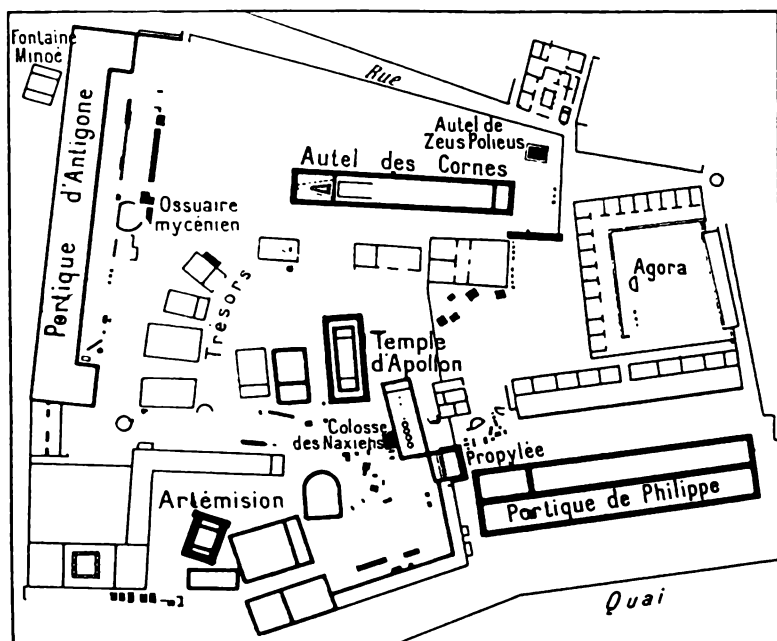 Fontaine
Minoé
Rue
Autel de
Zeus Polieus
Autel des Cornes
Portique d'Antigone
Ossuaire
mycénien
Agora
Trésors
Temple
d'Apollon
Colosse
des Naxiens
Propylée
Artémision
Portique de Philippe
Quai